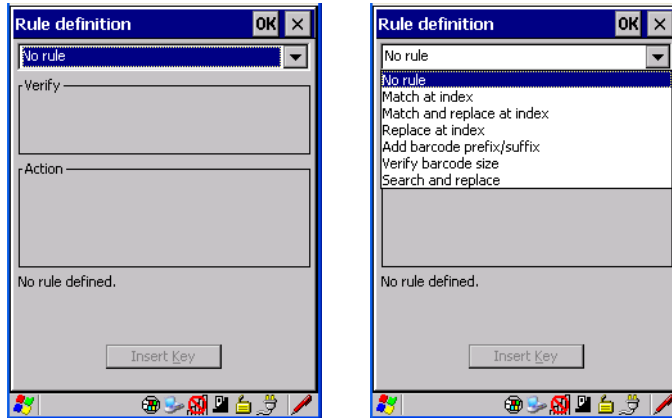 Rule definition OK
No rule
Verify
Action
No rule defined.
Insert Key
Rule definition OK
No rule
No rule
Match at index
Match and replace at index
Replace at index
Add barcode prefix/suffix
Verify barcode size
Search and replace
No rule defined.
Insert Key